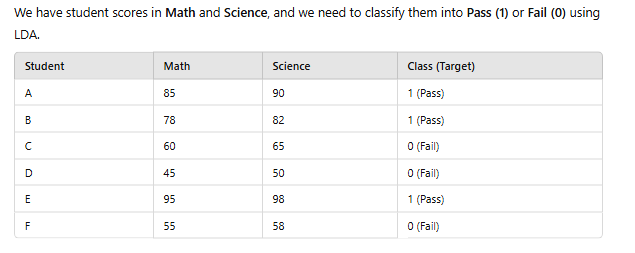 We have student scores in Math and Science, and we need to classify them into Pass (1) or Fail (0) using
LDA.
Student Math Science Class (Target)
A 85 90 1 (Pass)
B 78 82 1 (Pass)
C 60 65 0 (Fail)
D 45 50 0 (Fail)
E 95 98 1 (Pass)
F 55 58 0 (Fail)